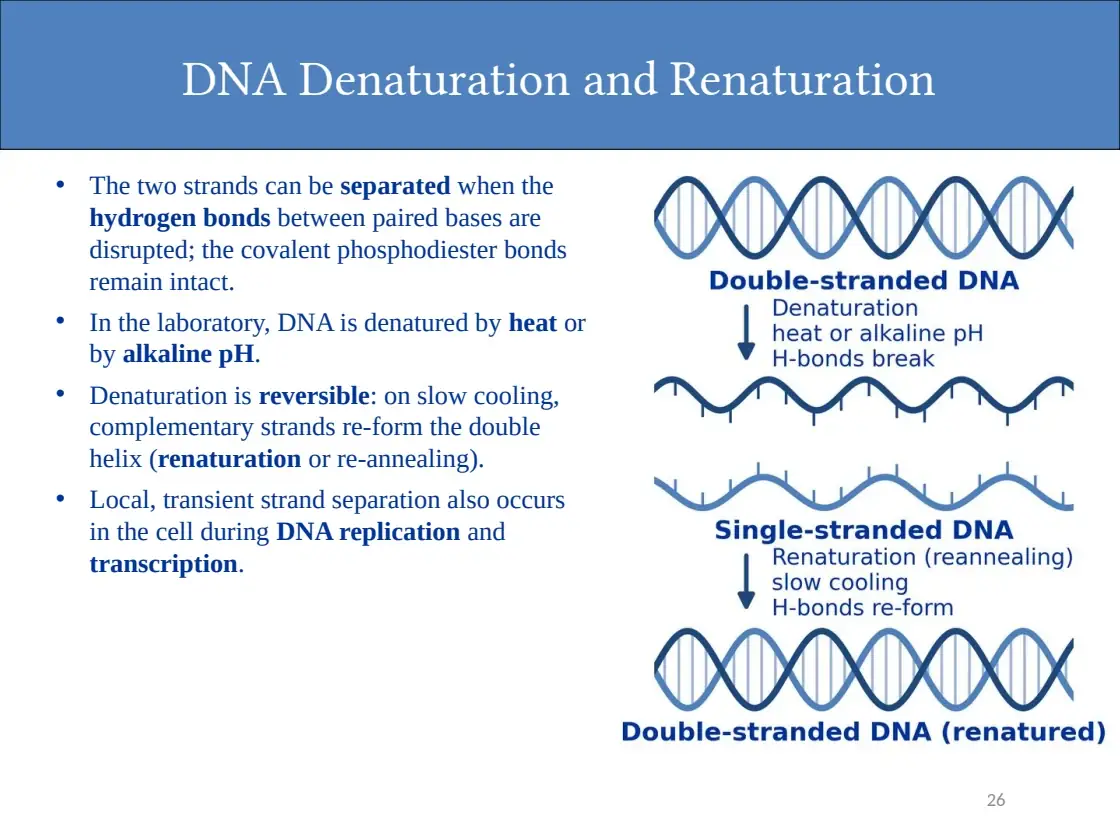 DNA Denaturation and Renaturation
• The two strands can be separated when the
hydrogen bonds between paired bases are
disrupted; the covalent phosphodiester bonds
remain intact.
• In the laboratory, DNA is denatured by heat or
by alkaline pH.
• Denaturation is reversible: on slow cooling,
complementary strands re-form the double
helix (renaturation or re-annealing).
• Local, transient strand separation also occurs
in the cell during DNA replication and
transcription.
Double-stranded DNA
Denaturation
heat or alkaline pH
H-bonds break
Single-stranded DNA
Renaturation (reannealing)
slow cooling
H-bonds re-form
Double-stranded DNA (renatured)
26